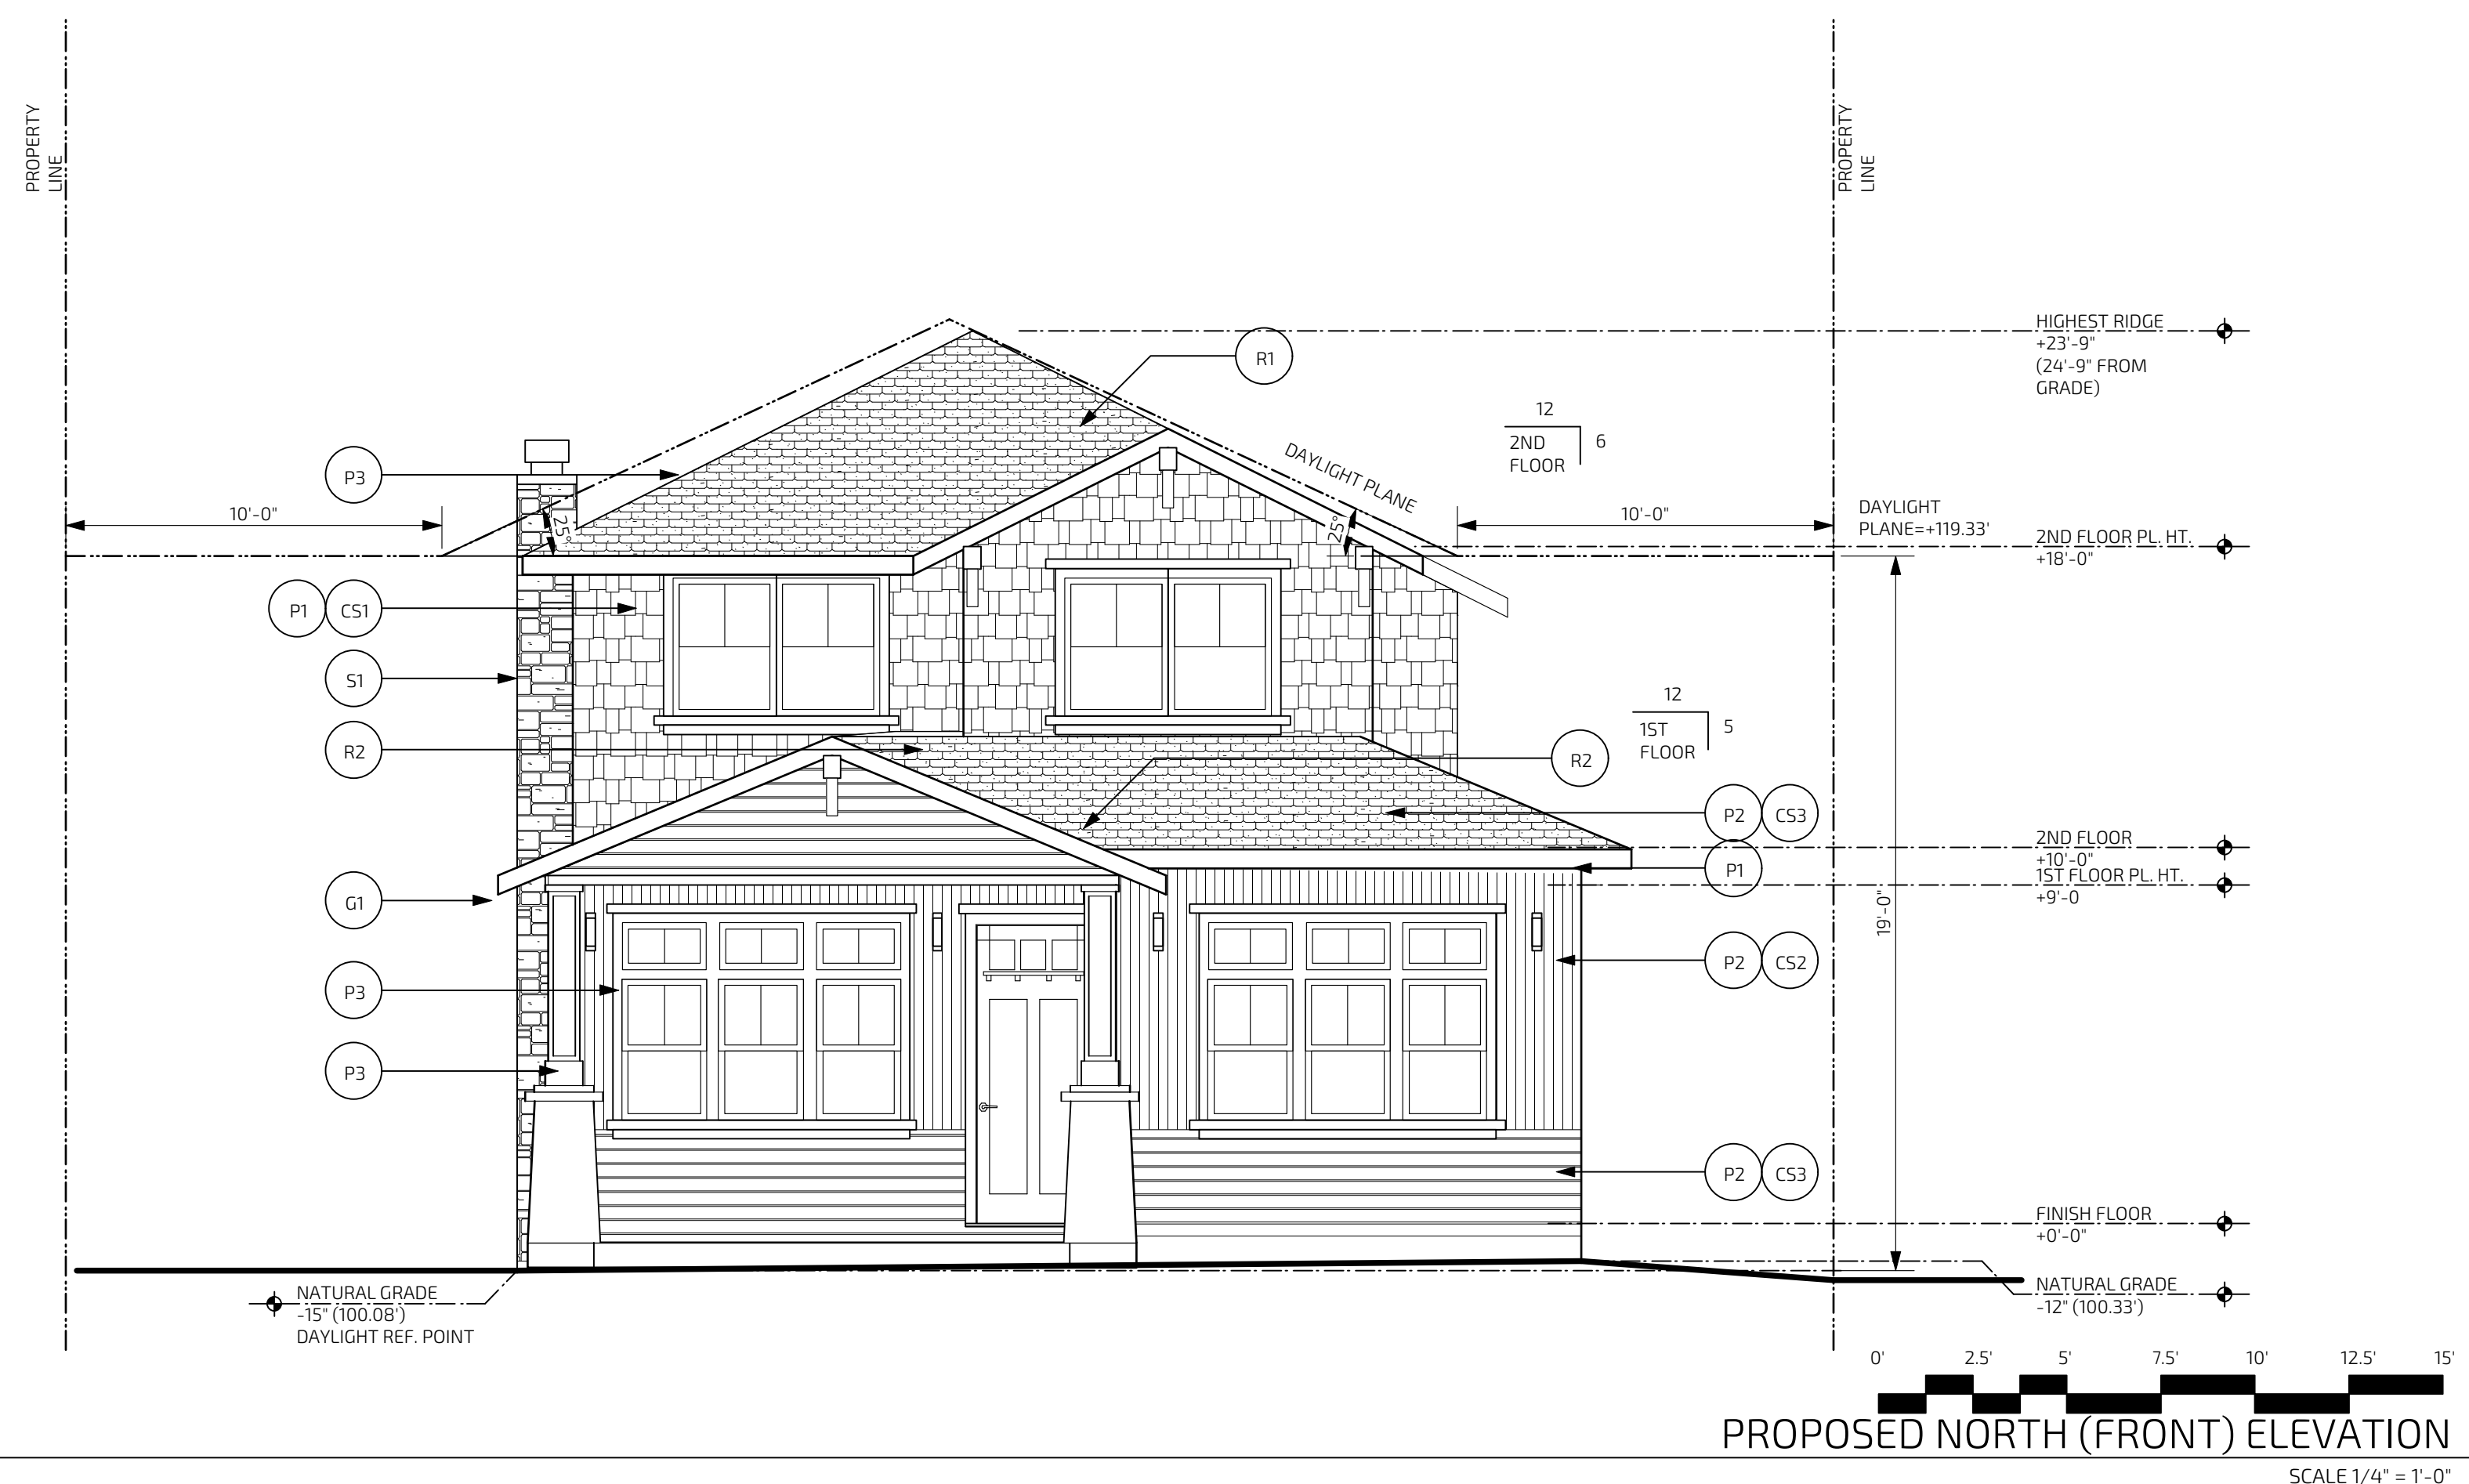 PROPERTY
LINE
PROPERTY
LINE
HIGHEST RIDGE
+23'-9"
(24'-9" FROM
GRADE)
R1
12
2ND
FLOOR
6
DAYLIGHT PLANE
P3
10'-0"
25°
25°
10'-0"
DAYLIGHT
PLANE=+119.33'
2ND FLOOR PL. HT.
+18'-0"
P1
CS1
S1
R2
12
1ST
FLOOR
5
R2
P2
CS3
2ND FLOOR
+10'-0"
P1
1ST FLOOR PL. HT.
+9'-0
G1
19'-0"
P2
CS2
P3
P3
P2
CS3
FINISH FLOOR
+0'-0"
NATURAL GRADE
-15" (100.08')
DAYLIGHT REF. POINT
NATURAL GRADE
-12" (100.33')
0' 2.5' 5' 7.5' 10' 12.5' 15'
PROPOSED NORTH (FRONT) ELEVATION
SCALE 1/4" = 1'-0"